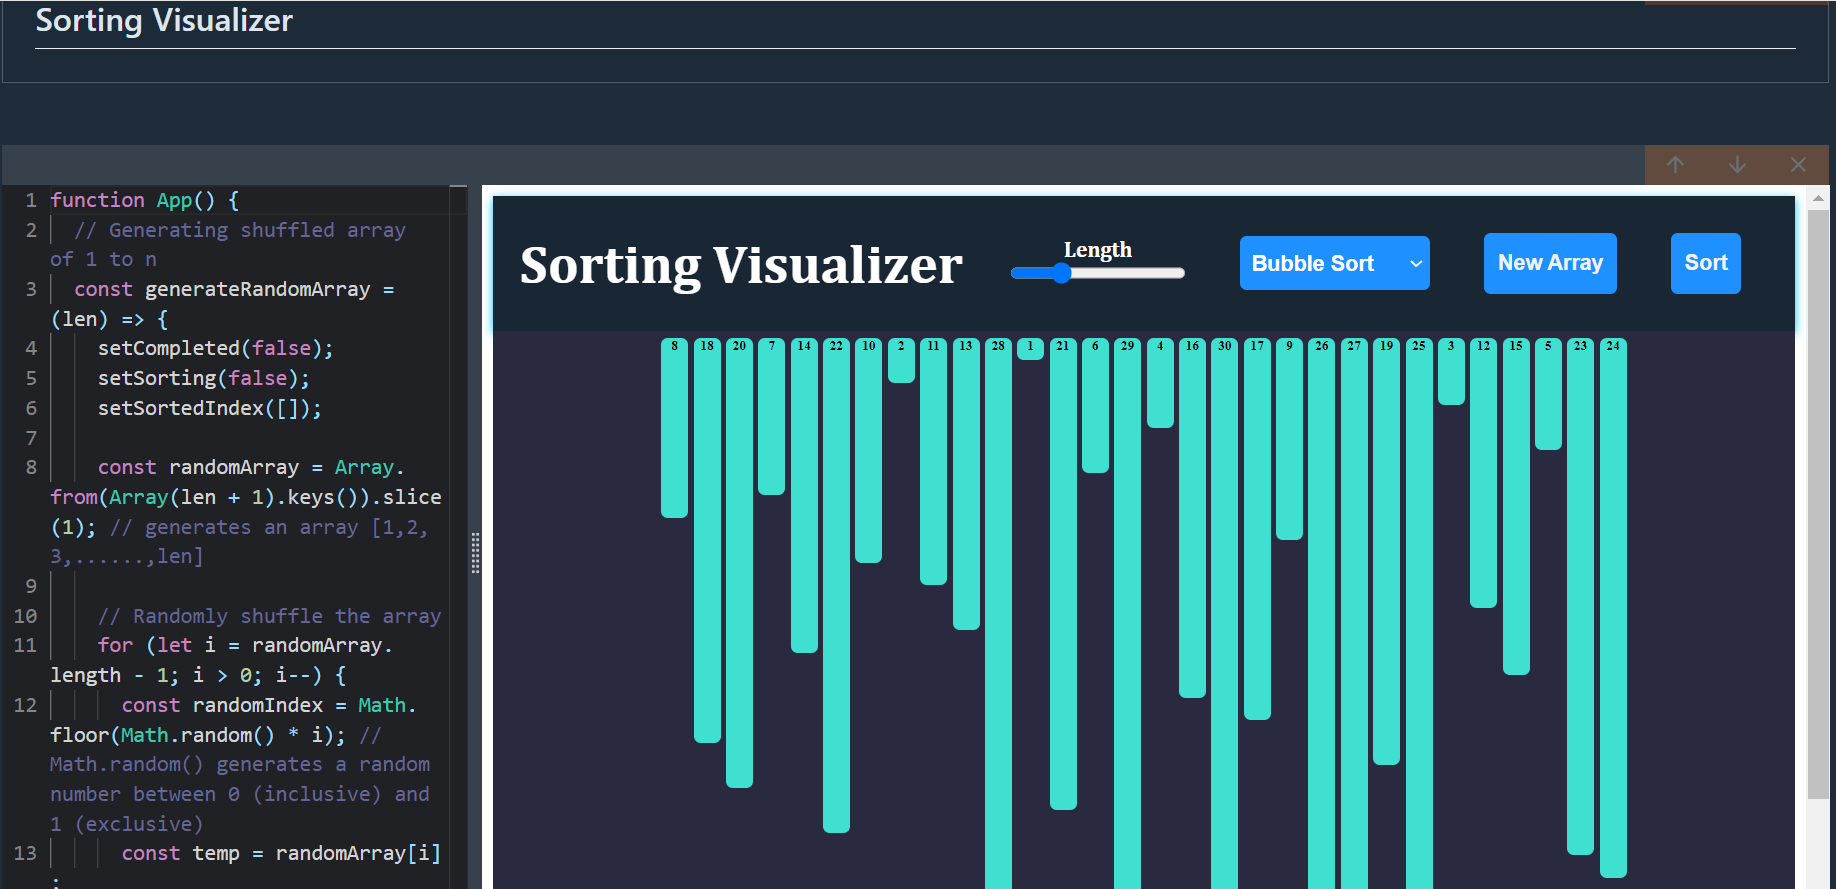 Sorting Visualizer
1 function App() {
2 // Generating shuffled array
of 1 to n
3 const generateRandomArray =
(len) => {
4 setCompleted(false);
5 setSorting(false);
6 setSortedIndex([]);
7
8 const randomArray = Array.
from(Array(len + 1).keys()).slice
(1); // generates an array [1,2,
3,......,len]
9
10 // Randomly shuffle the array
11 for (let i = randomArray.
length - 1; i > 0; i--) {
12 const randomIndex = Math.
floor(Math.random() * i); //
Math.random() generates a random
number between 0 (inclusive) and
1 (exclusive)
13 const temp = randomArray[i]
;
Sorting Visualizer
Length
Bubble Sort
New Array
Sort
8 18 20 7 14 22 10 2 11 13 28 1 21 6 29 4 16 30 17 9 26 27 19 25 3 12 15 5 23 24